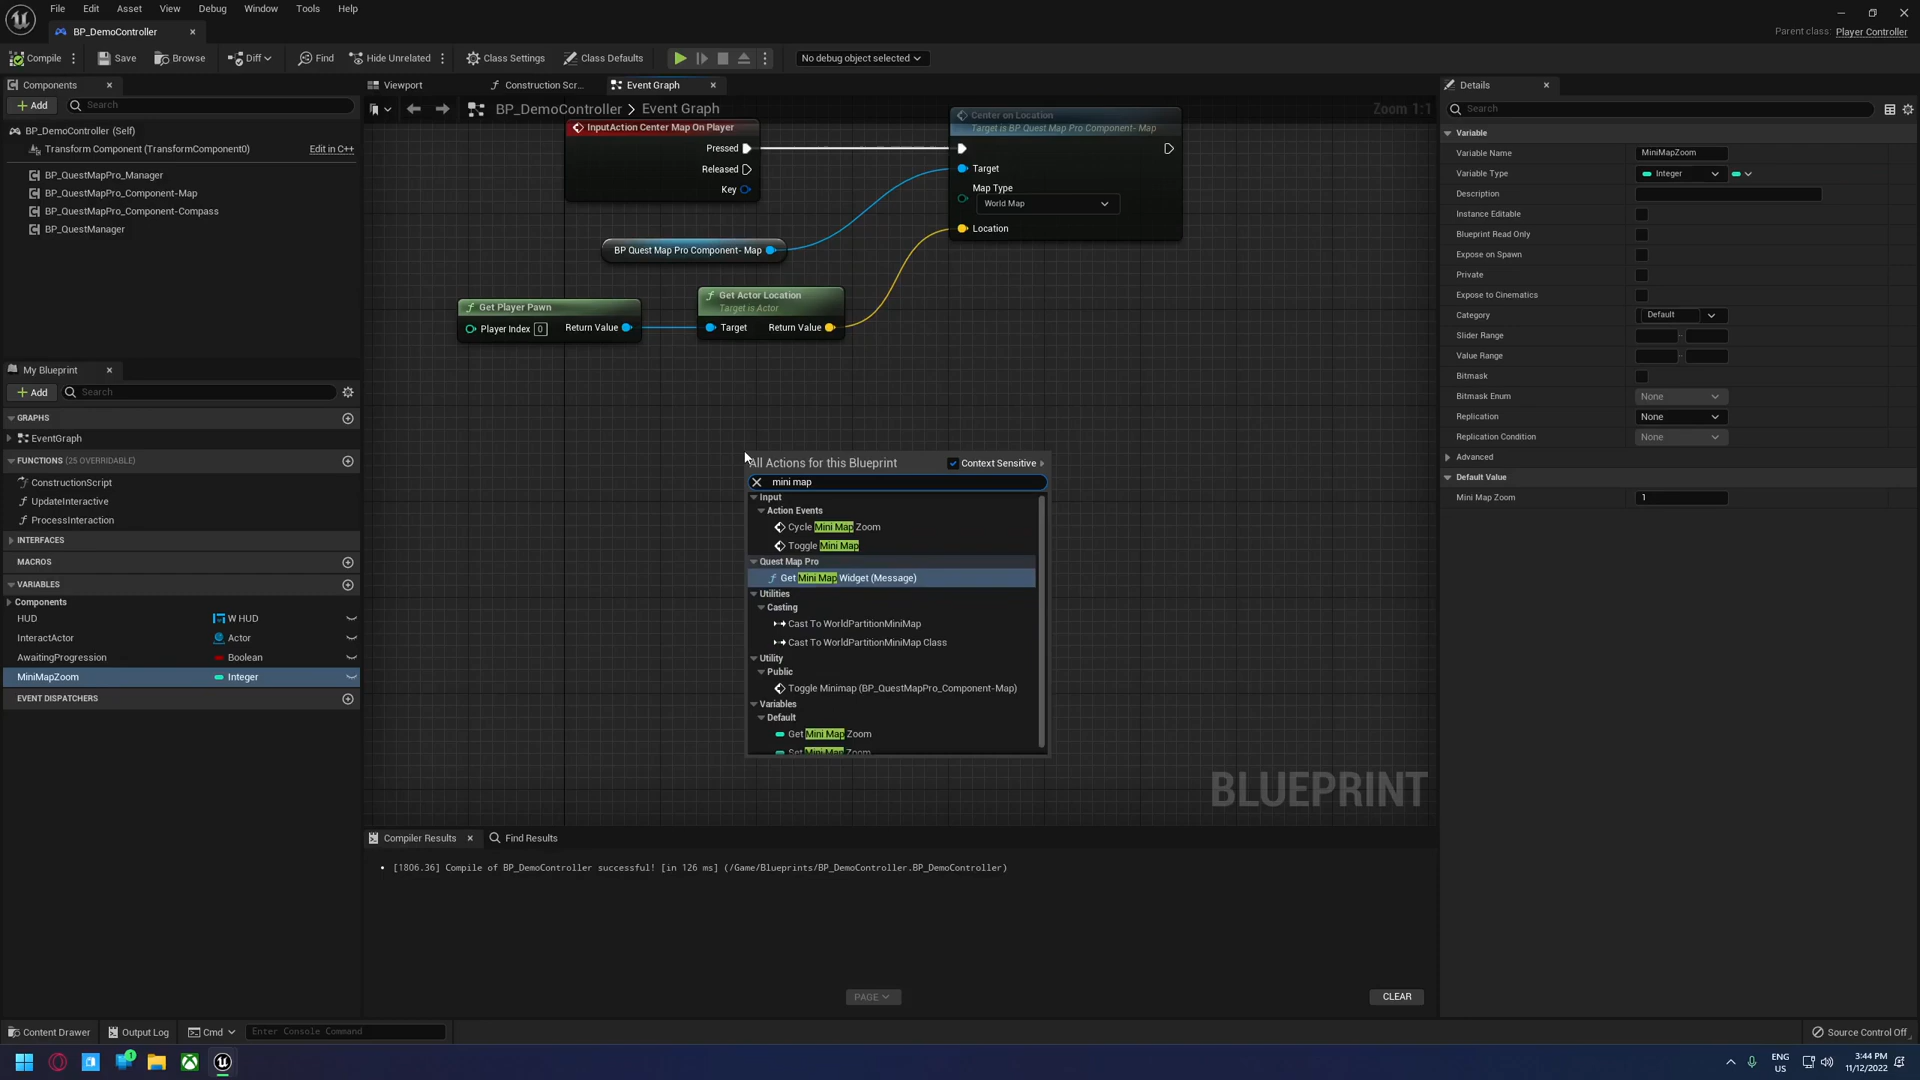 File Edit Asset View Debug Window Tools Help
BP_DemoController
Parent class: Player Controller
Compile Save Browse Diff Find Hide Unrelated Class Settings Class Defaults No debug object selected
Components
Add Search
BP_DemoController (Self)
Transform Component (TransformComponent0) Edit in C++
BP_QuestMapPro_Manager
BP_QuestMapPro_Component-Map
BP_QuestMapPro_Component-Compass
BP_QuestManager
My Blueprint
Add Search
GRAPHS
EventGraph
FUNCTIONS (25 OVERRIDABLE)
ConstructionScript
UpdateInteractive
ProcessInteraction
INTERFACES
MACROS
VARIABLES
Components
HUD W HUD
InteractActor Actor
AwaitingProgression Boolean
MiniMapZoom Integer
EVENT DISPATCHERS
Viewport Construction Scr... Event Graph
BP_DemoController > Event Graph Zoom 1:1
InputAction Center Map On Player
Pressed
Released
Key
Center on Location
Target is BP Quest Map Pro Component- Map
Target
Map Type
World Map
Location
BP Quest Map Pro Component- Map
Get Player Pawn
Player Index 0 Return Value
Get Actor Location
Target is Actor
Target Return Value
All Actions for this Blueprint Context Sensitive
mini map
Input
Action Events
Cycle Mini Map Zoom
Toggle Mini Map
Quest Map Pro
Get Mini Map Widget (Message)
Utilities
Casting
Cast To WorldPartitionMiniMap
Cast To WorldPartitionMiniMap Class
Utility
Public
Toggle Minimap (BP_QuestMapPro_Component-Map)
Variables
Default
Get Mini Map Zoom
Set Mini Map Zoom
BLUEPRINT
Compiler Results Find Results
[1806.36] Compile of BP_DemoController successful! [in 126 ms] (/Game/Blueprints/BP_DemoController.BP_DemoController)
PAGE CLEAR
Details
Search
Variable
Variable Name MiniMapZoom
Variable Type Integer
Description
Instance Editable
Blueprint Read Only
Expose on Spawn
Private
Expose to Cinematics
Category Default
Slider Range
Value Range
Bitmask
Bitmask Enum None
Replication None
Replication Condition None
Advanced
Default Value
Mini Map Zoom 1
Content Drawer Output Log Cmd Enter Console Command Source Control Off
1
ENG
US
3:44 PM
11/12/2022